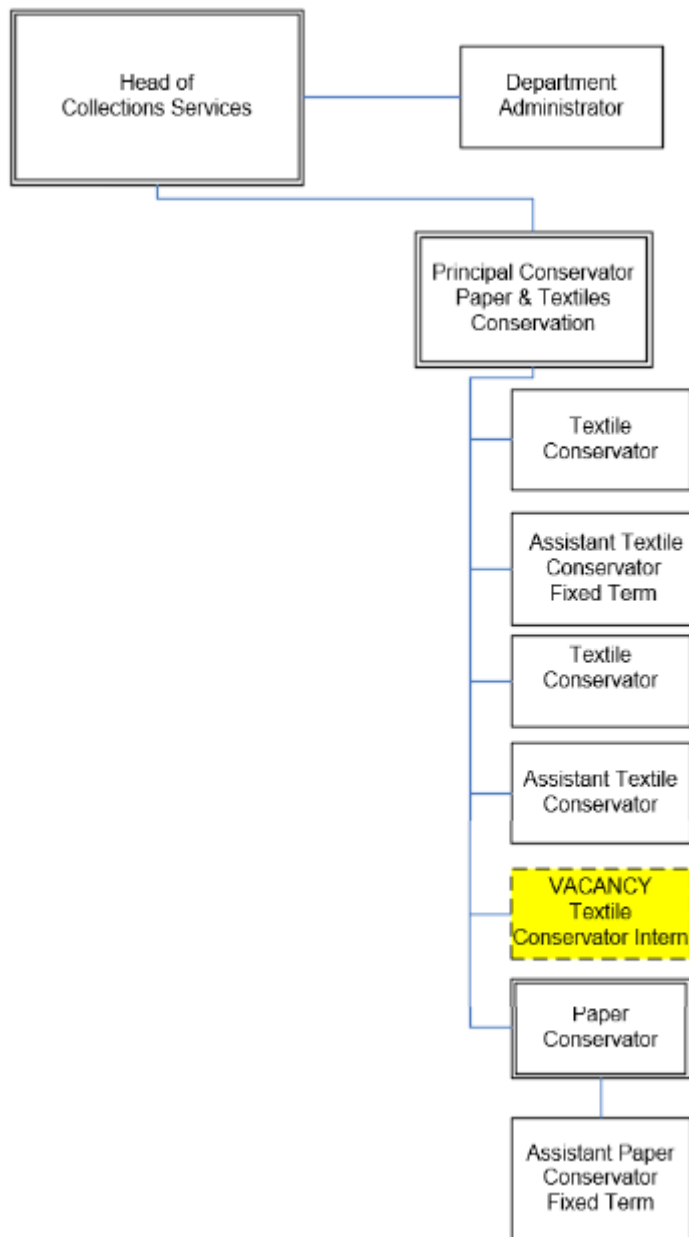 Head of
Collections Services
Department
Administrator
Principal Conservator
Paper & Textiles
Conservation
Textile
Conservator
Assistant Textile
Conservator
Fixed Term
Textile
Conservator
Assistant Textile
Conservator
VACANCY
Textile
Conservator Intern
Paper
Conservator
Assistant Paper
Conservator
Fixed Term